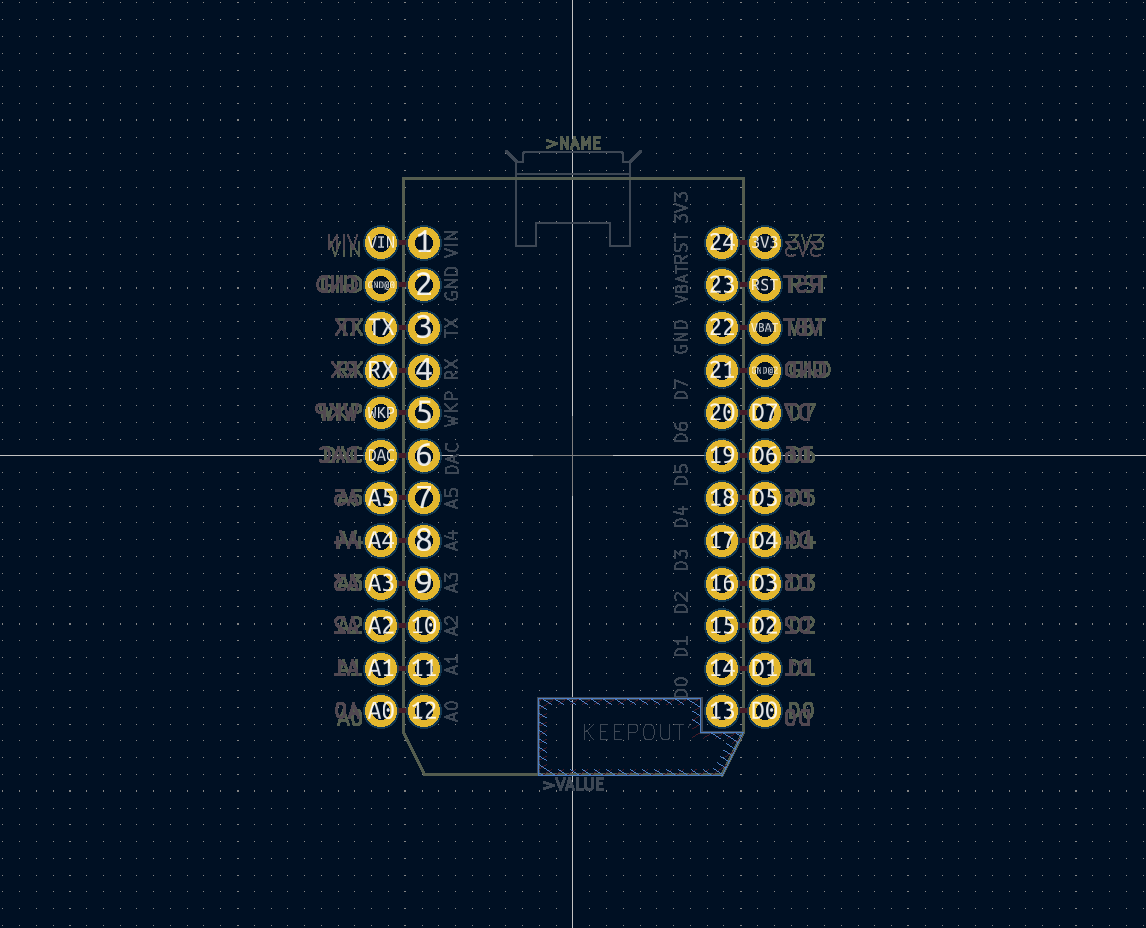 >NAME
VIN VIN VIN 1 VIN 3V3 24 3V3 3V3 3V3
GND GND 2 GND RST 23 RST RST
TX TX 3 TX VBAT 22 VBAT VBT
RX RX 4 RX GND 21 GND
WKP WKP 5 WKP D7 20 D7 D7
DAC DAC 6 DAC D6 19 D6 D6
A5 A5 7 A5 D5 18 D5 D5
A4 A4 8 A4 D4 17 D4 D4
A3 A3 9 A3 D3 16 D3 D3
A2 A2 10 A2 D2 15 D2 D2
A1 A1 11 A1 D1 14 D1 D1
A0 A0 A0 12 A0 D0 13 D0 D0 D0
KEEPOUT
>VALUE